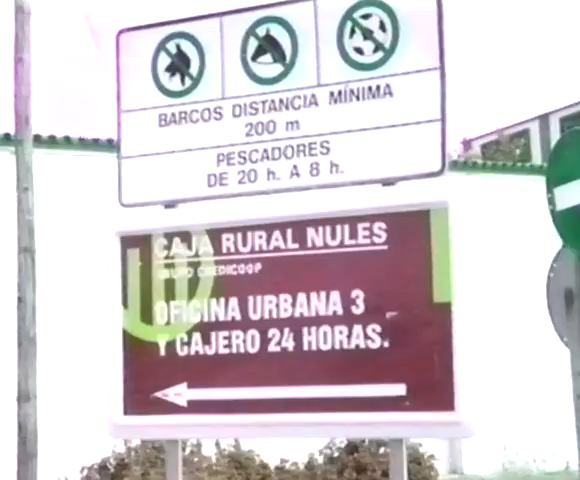 BARCOS DISTANCIA MÍNIMA
200 m
PESCADORES
DE 20 h. A 8 h.
CAJA RURAL NULES
GRUPO CREDICOOP
OFICINA URBANA 3
Y CAJERO 24 HORAS.